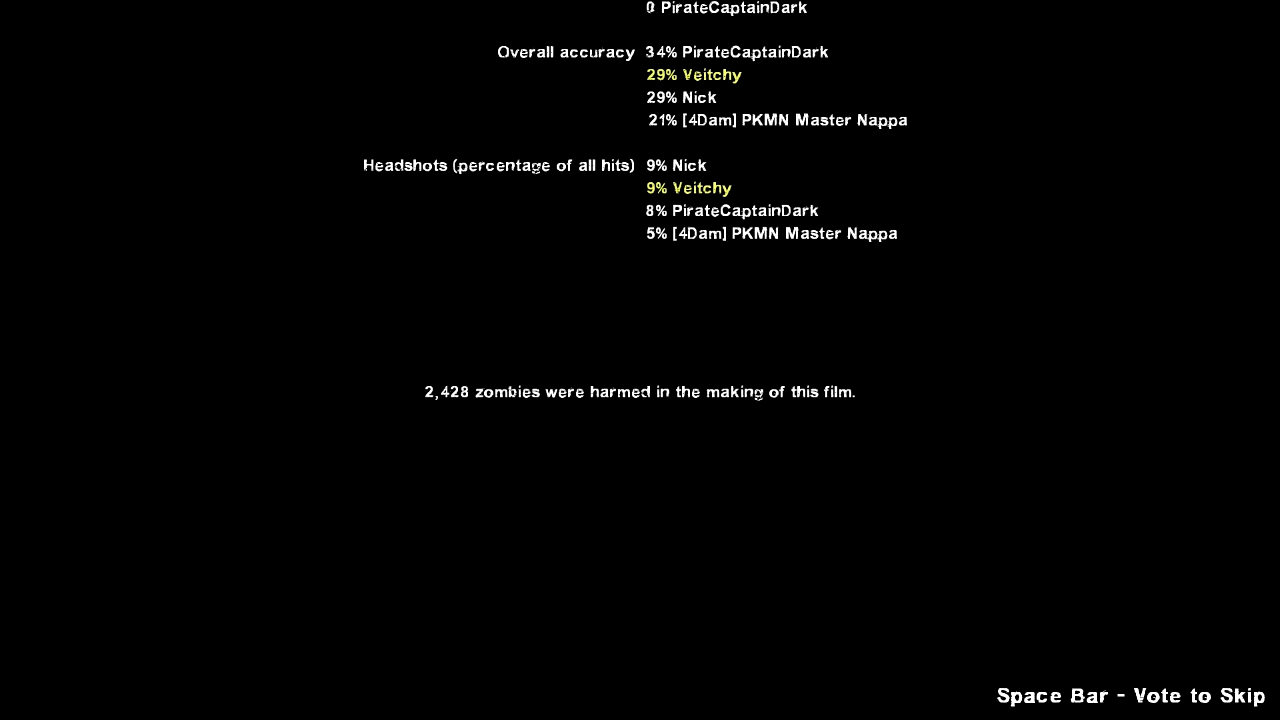 0 PirateCaptainDark
Overall accuracy 34% PirateCaptainDark
29% Veitchy
29% Nick
21% [4Dam] PKMN Master Nappa
Headshots (percentage of all hits) 9% Nick
9% Veitchy
8% PirateCaptainDark
5% [4Dam] PKMN Master Nappa
2,428 zombies were harmed in the making of this film.
Space Bar - Vote to Skip